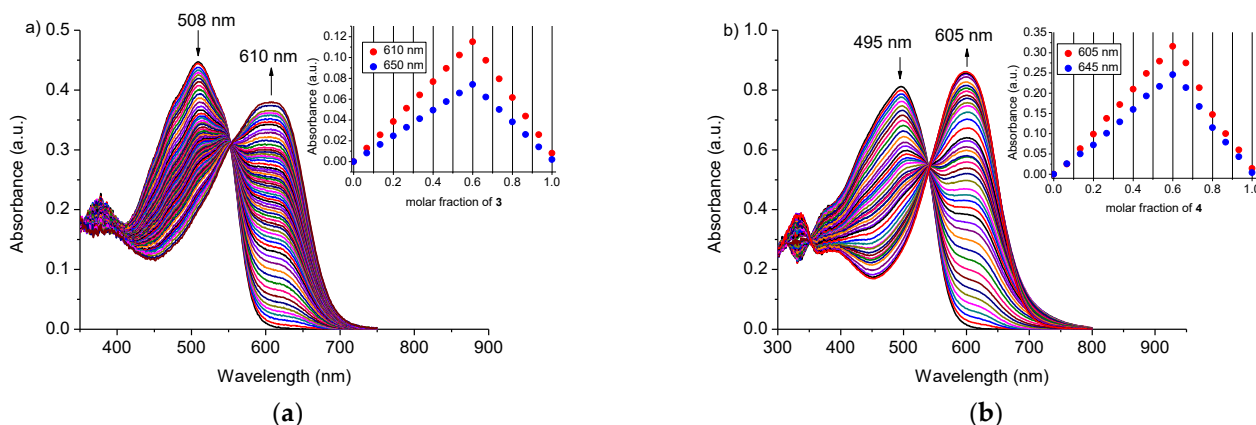 a)
508 nm
610 nm
Absorbance (a.u.)
0.5
0.4
0.3
0.2
0.1
0.0
400 500 600 700 800 900
Wavelength (nm)
610 nm
650 nm
Absorbance (a.u.)
0.12
0.10
0.08
0.06
0.04
0.02
0.00
0.0 0.2 0.4 0.6 0.8 1.0
molar fraction of 3
(a)
b)
495 nm
605 nm
Absorbance (a.u.)
1.0
0.8
0.6
0.4
0.2
0.0
300 400 500 600 700 800 900
Wavelength (nm)
605 nm
645 nm
Absorbance (a.u.)
0.40
0.35
0.30
0.25
0.20
0.15
0.10
0.05
0.00
0.0 0.2 0.4 0.6 0.8 1.0
molar fraction of 4
(b)